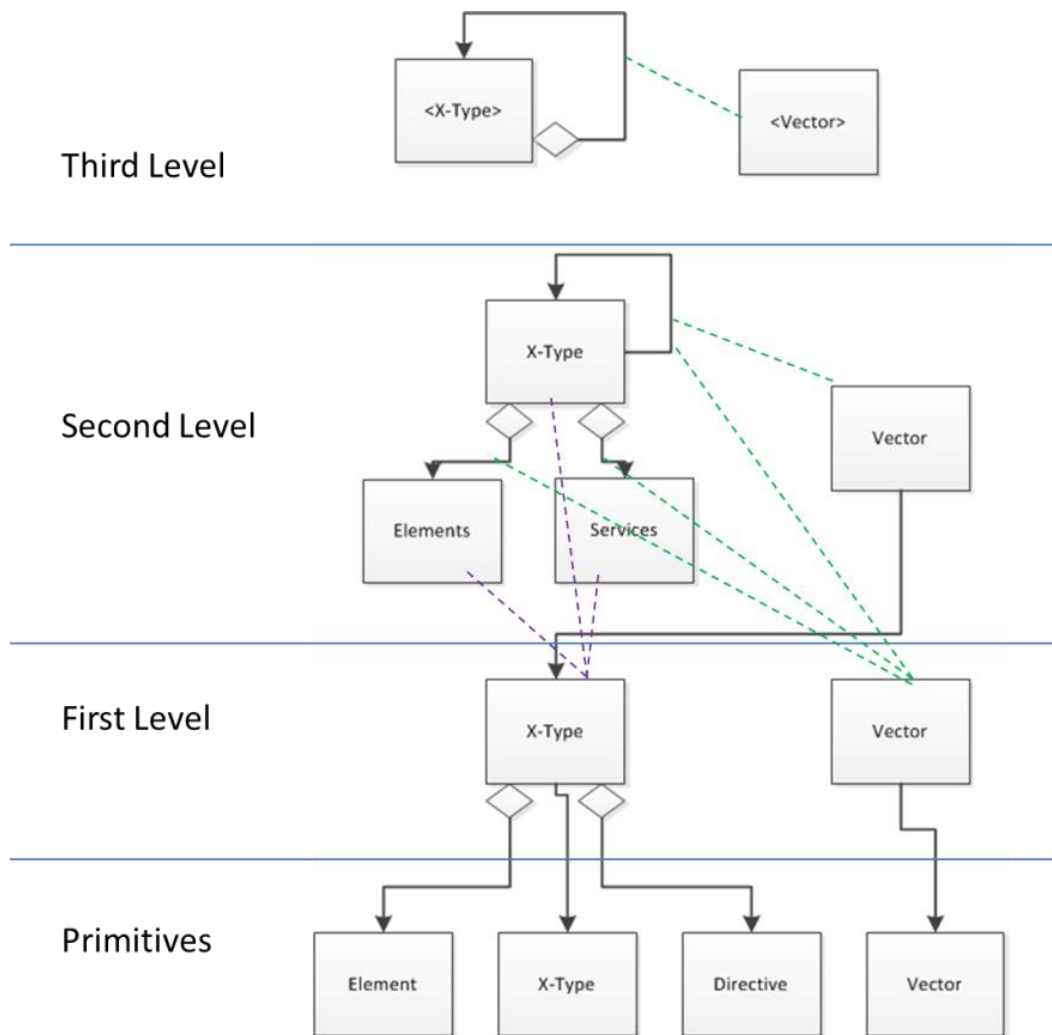 <X-Type>
<Vector>
Third Level
X-Type
Second Level
Vector
Elements
Services
First Level
X-Type
Vector
Primitives
Element
X-Type
Directive
Vector